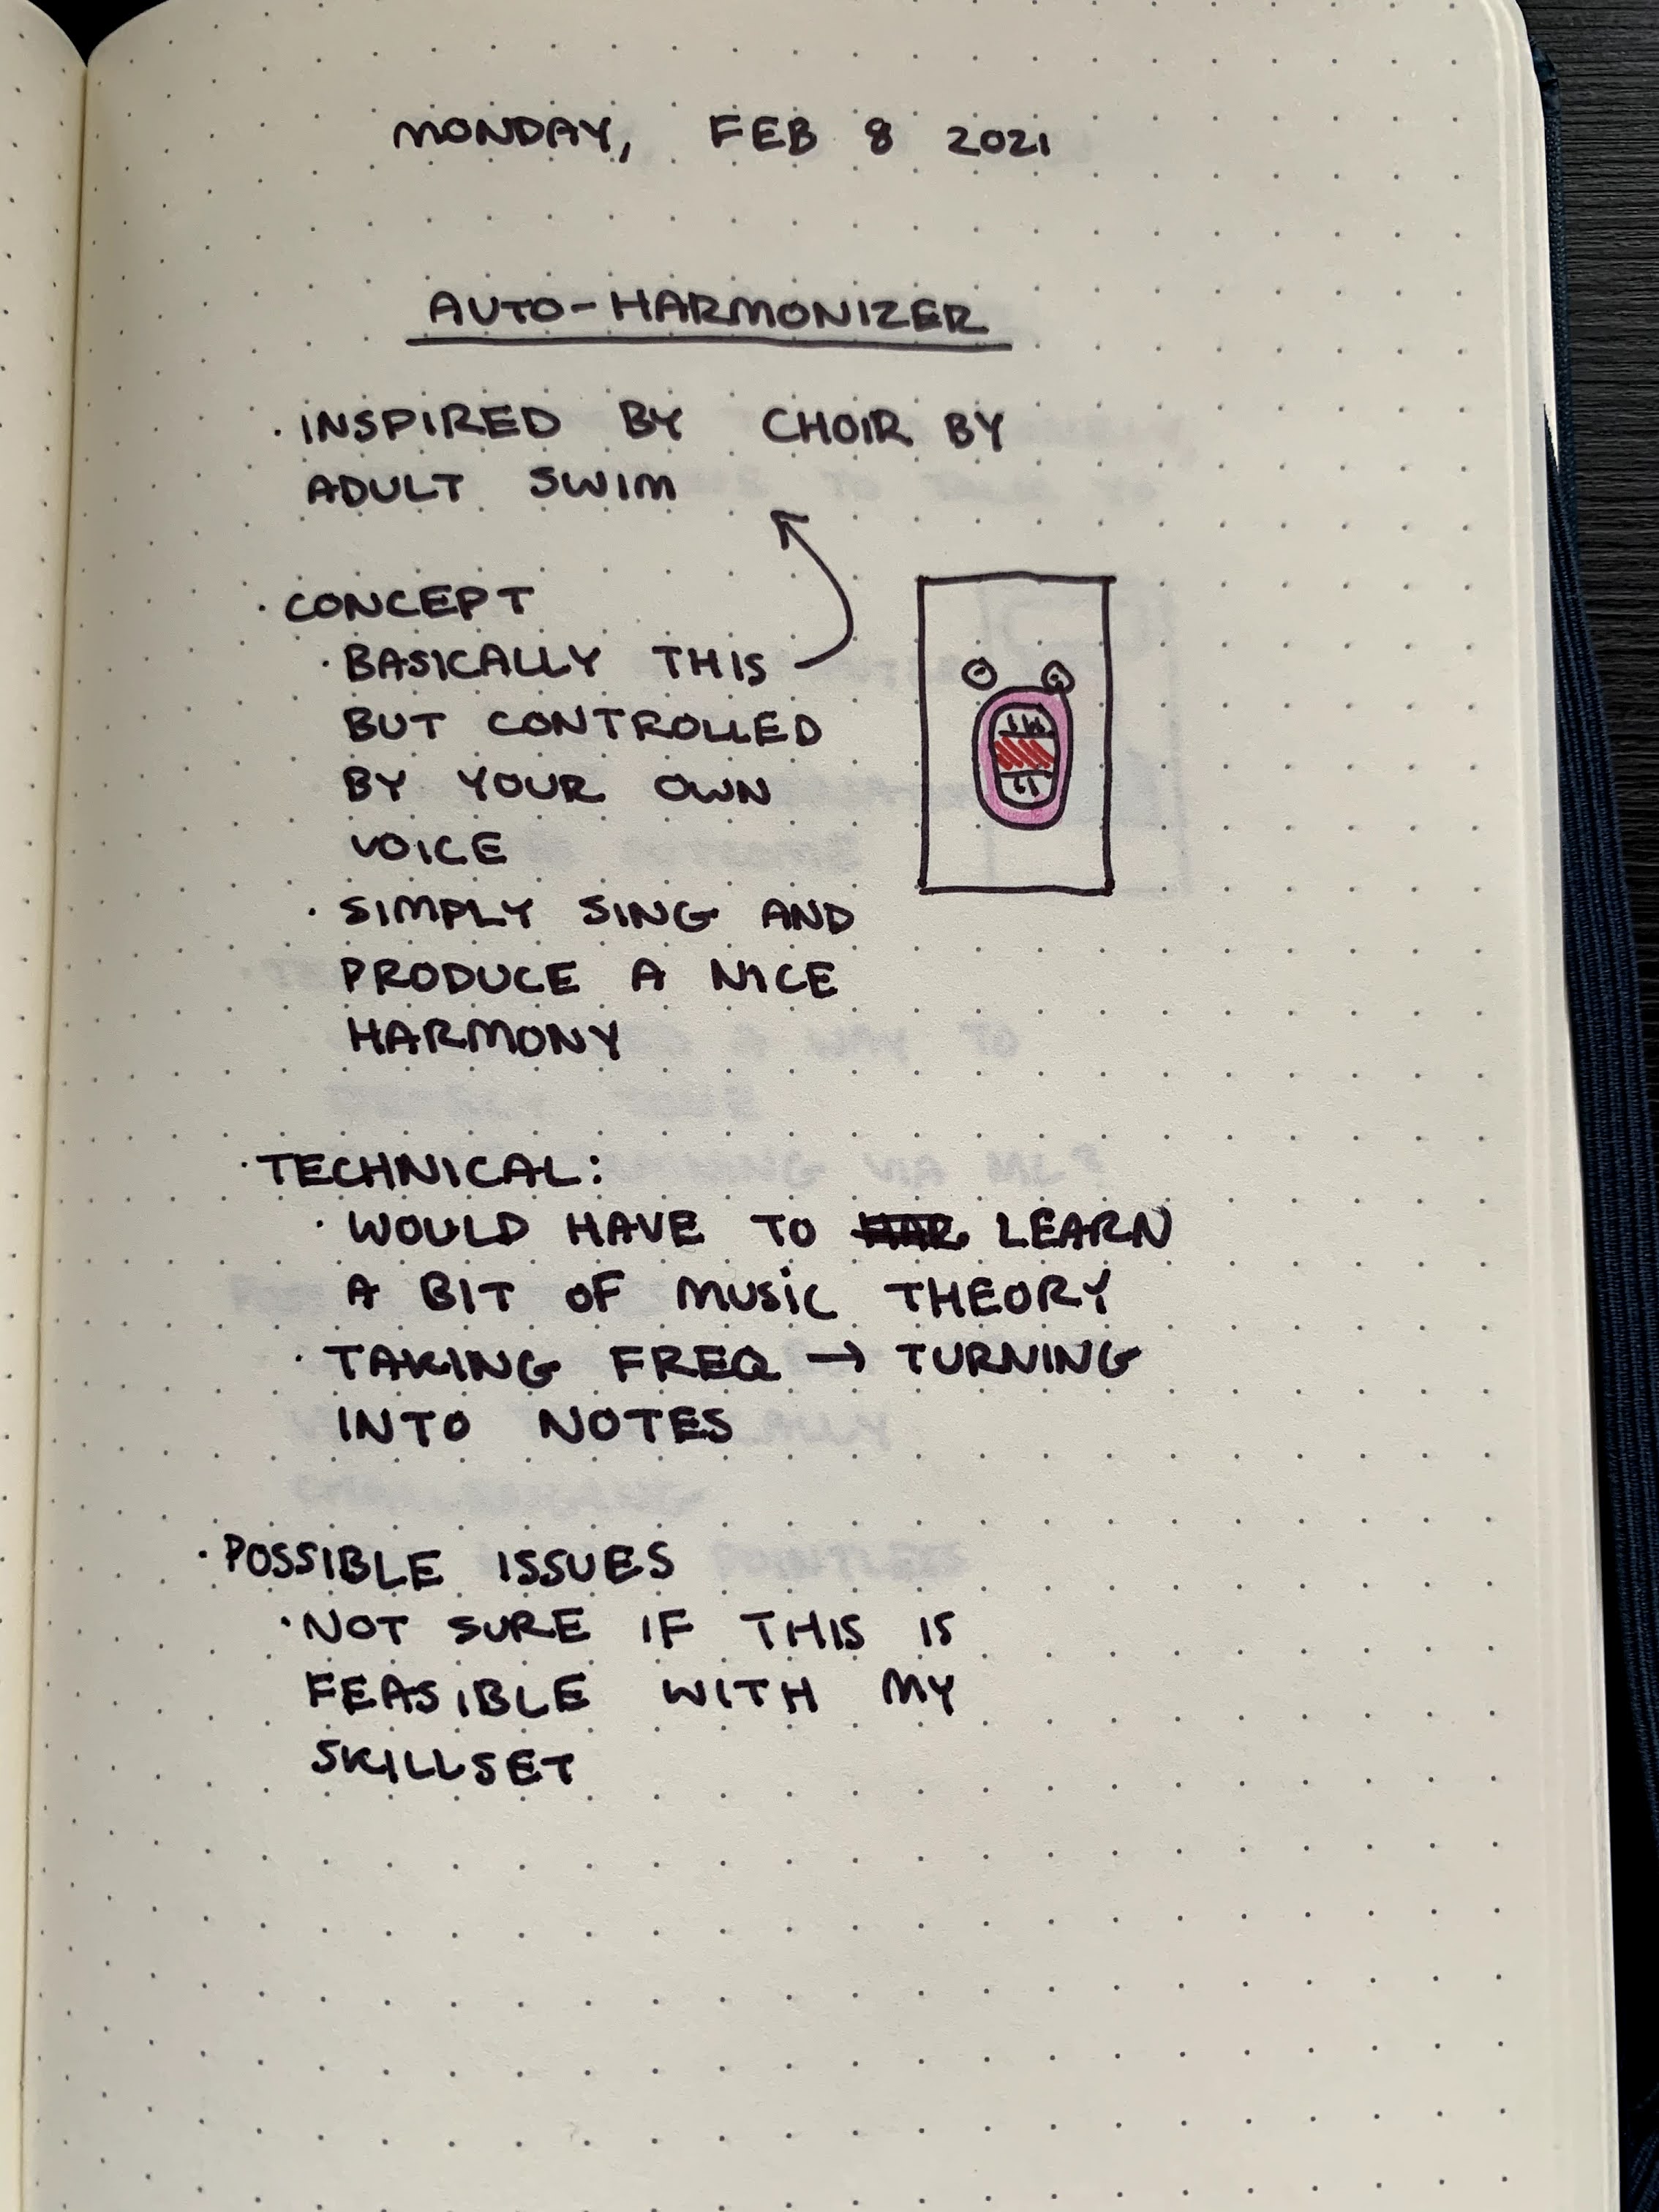 MONDAY, FEB 8 2021
AUTO-HARMONIZER
· INSPIRED BY CHOIR BY
ADULT SWIM
· CONCEPT
· BASICALLY THIS
BUT CONTROLLED
BY YOUR OWN
VOICE
· SIMPLY SING AND
PRODUCE A NICE
HARMONY
· TECHNICAL:
· WOULD HAVE TO HAR LEARN
A BIT OF MUSIC THEORY
· TAKING FREQ → TURNING
INTO NOTES
· POSSIBLE ISSUES
· NOT SURE IF THIS IS
FEASIBLE WITH MY
SKILLSET